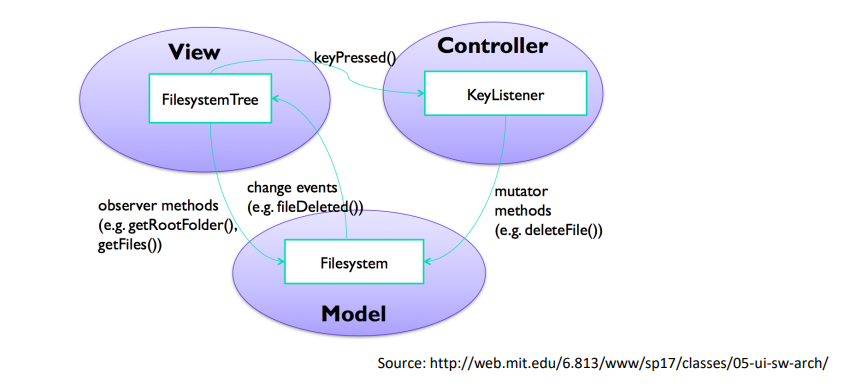 View
Controller
keyPressed()
FilesystemTree
KeyListener
observer methods
(e.g. getRootFolder(),
getFiles())
change events
(e.g. fileDeleted())
mutator
methods
(e.g. deleteFile())
Filesystem
Model
Source: http://web.mit.edu/6.813/www/sp17/classes/05-ui-sw-arch/